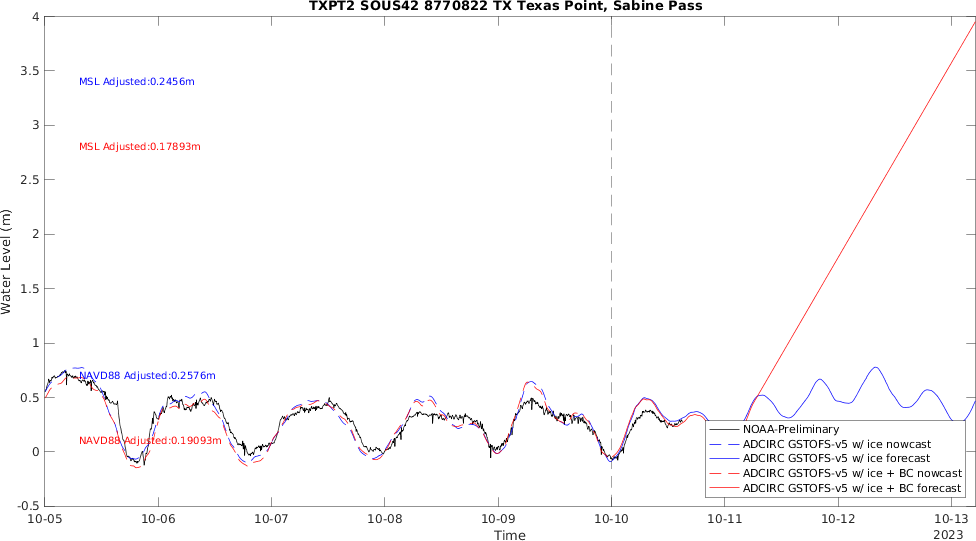 TXPT2 SOUS42 8770822 TX Texas Point, Sabine Pass
Water Level (m)
4
3.5
3
2.5
2
1.5
1
0.5
0
-0.5
MSL Adjusted:0.2456m
MSL Adjusted:0.17893m
NAVD88 Adjusted:0.2576m
NAVD88 Adjusted:0.19093m
NOAA-Preliminary
ADCIRC GSTOFS-v5 w/ ice nowcast
ADCIRC GSTOFS-v5 w/ ice forecast
ADCIRC GSTOFS-v5 w/ ice + BC nowcast
ADCIRC GSTOFS-v5 w/ ice + BC forecast
10-05 10-06 10-07 10-08 10-09 10-10 10-11 10-12 10-13
Time
2023